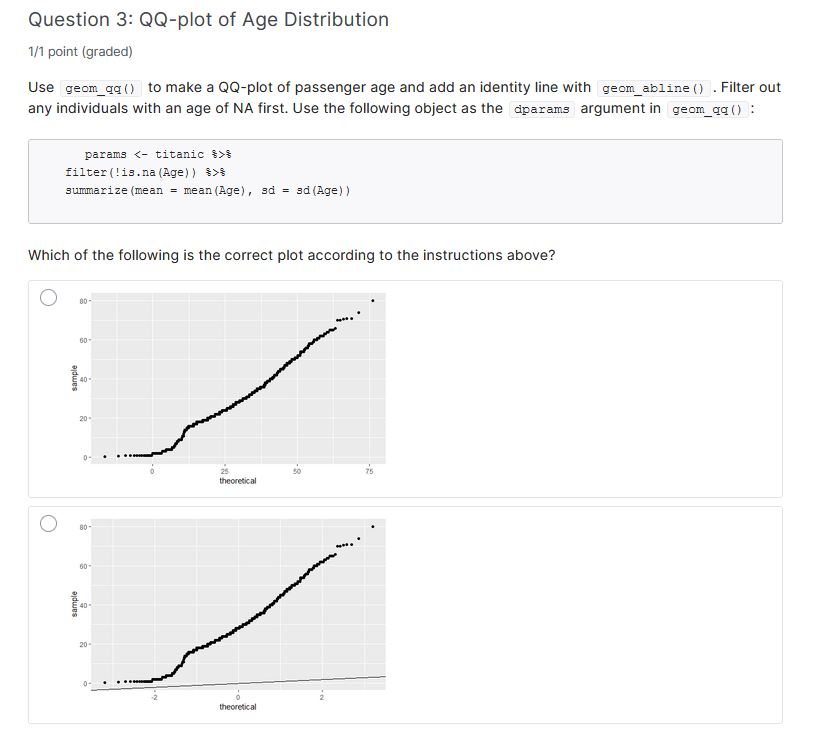 Question 3: QQ-plot of Age Distribution
1/1 point (graded)
Use geom_qq() to make a QQ-plot of passenger age and add an identity line with geom_abline() . Filter out
any individuals with an age of NA first. Use the following object as the dparams argument in geom_qq() :
params <- titanic %>%
filter(!is.na(Age)) %>%
summarize(mean = mean(Age), sd = sd(Age))
Which of the following is the correct plot according to the instructions above?
80
60
sample
40
20
0
0 25 50 75
theoretical
80
60
sample
40
20
0
-2 0 2
theoretical